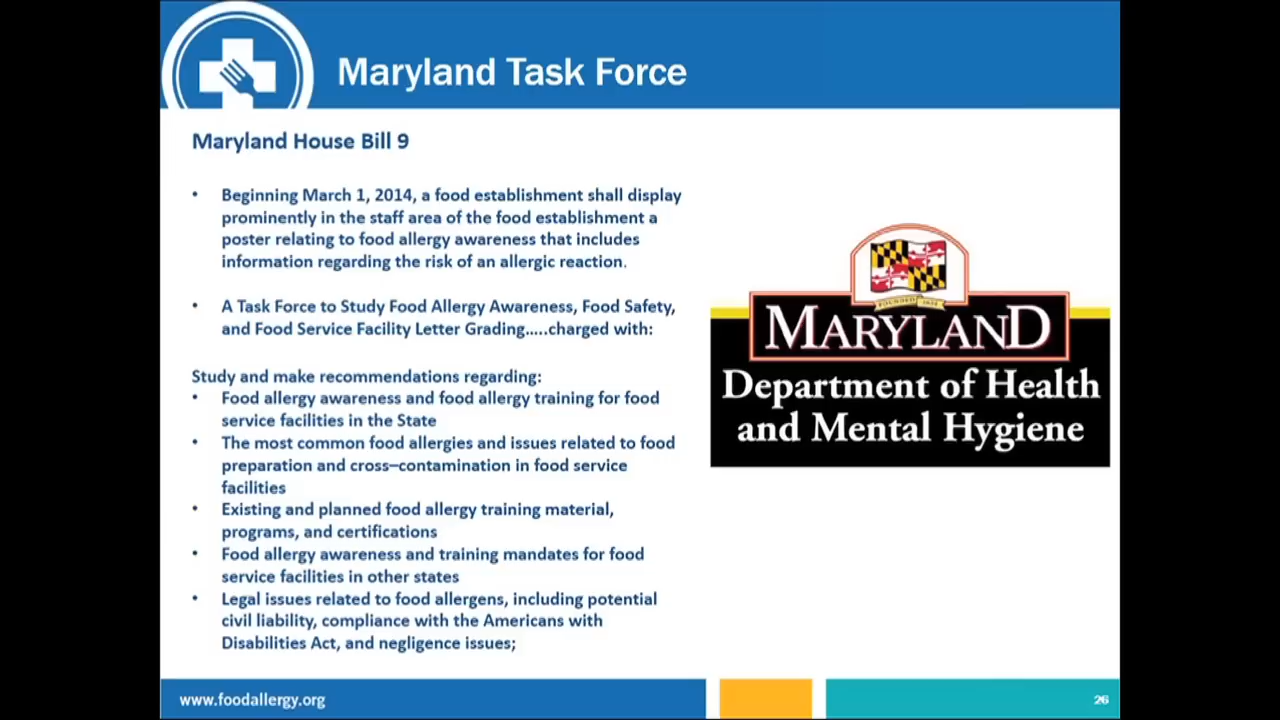 Maryland Task Force
Maryland House Bill 9
• Beginning March 1, 2014, a food establishment shall display
prominently in the staff area of the food establishment a
poster relating to food allergy awareness that includes
information regarding the risk of an allergic reaction.
• A Task Force to Study Food Allergy Awareness, Food Safety,
and Food Service Facility Letter Grading…..charged with:
Study and make recommendations regarding:
• Food allergy awareness and food allergy training for food
service facilities in the State
• The most common food allergies and issues related to food
preparation and cross–contamination in food service
facilities
• Existing and planned food allergy training material,
programs, and certifications
• Food allergy awareness and training mandates for food
service facilities in other states
• Legal issues related to food allergens, including potential
civil liability, compliance with the Americans with
Disabilities Act, and negligence issues;
MARYLAND
Department of Health
and Mental Hygiene
www.foodallergy.org
26